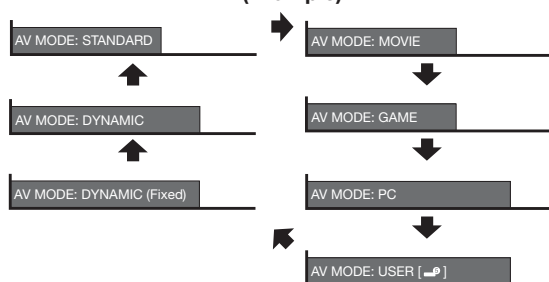 AV MODE: STANDARD
AV MODE: MOVIE
AV MODE: GAME
AV MODE: PC
AV MODE: USER [ ]
AV MODE: DYNAMIC (Fixed)
AV MODE: DYNAMIC